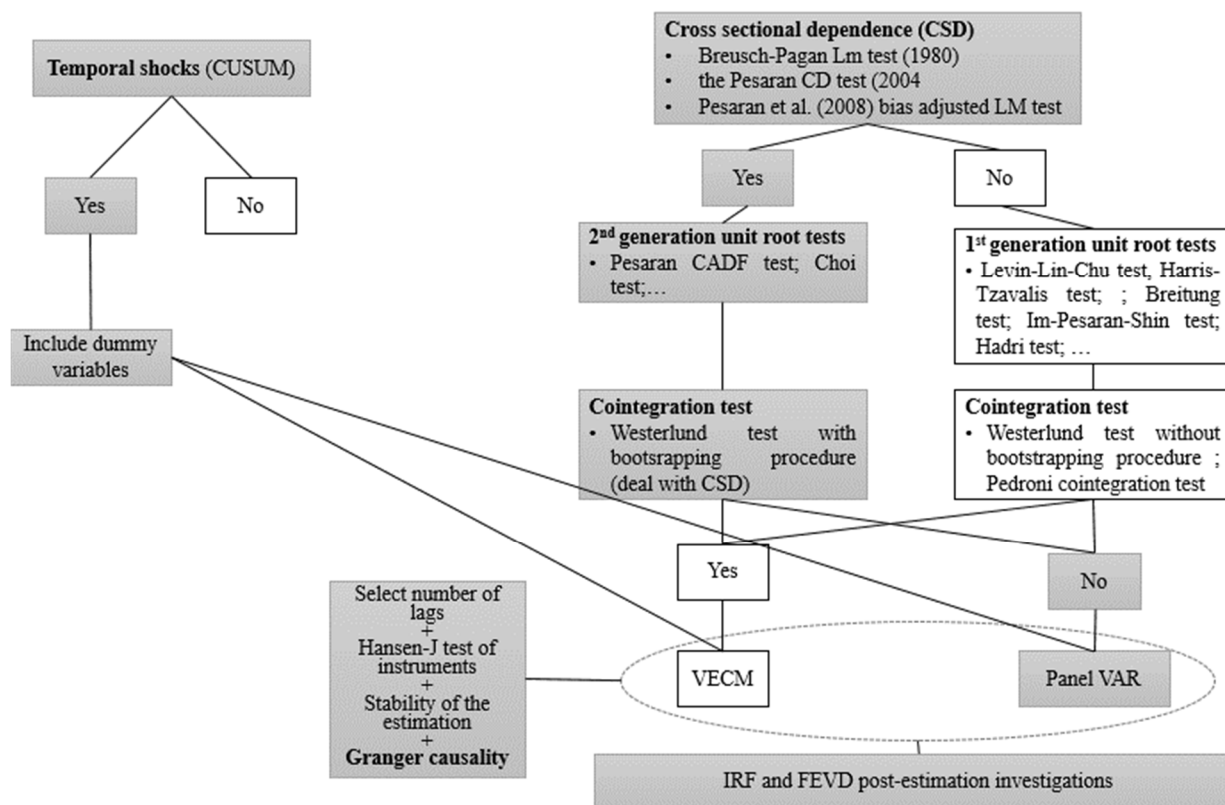 Temporal shocks (CUSUM)
Yes
No
Include dummy
variables
Cross sectional dependence (CSD)
• Breusch-Pagan Lm test (1980)
• the Pesaran CD test (2004
• Pesaran et al. (2008) bias adjusted LM test
Yes
No
2nd generation unit root tests
• Pesaran CADF test; Choi
test;…
1st generation unit root tests
• Levin-Lin-Chu test, Harris-
Tzavalis test; ; Breitung
test; Im-Pesaran-Shin test;
Hadri test; …
Cointegration test
• Westerlund test with
bootsrapping procedure
(deal with CSD)
Cointegration test
• Westerlund test without
bootstrapping procedure ;
Pedroni cointegration test
Yes
No
Select number of
lags
+
Hansen-J test of
instruments
+
Stability of the
estimation
+
Granger causality
VECM
Panel VAR
IRF and FEVD post-estimation investigations